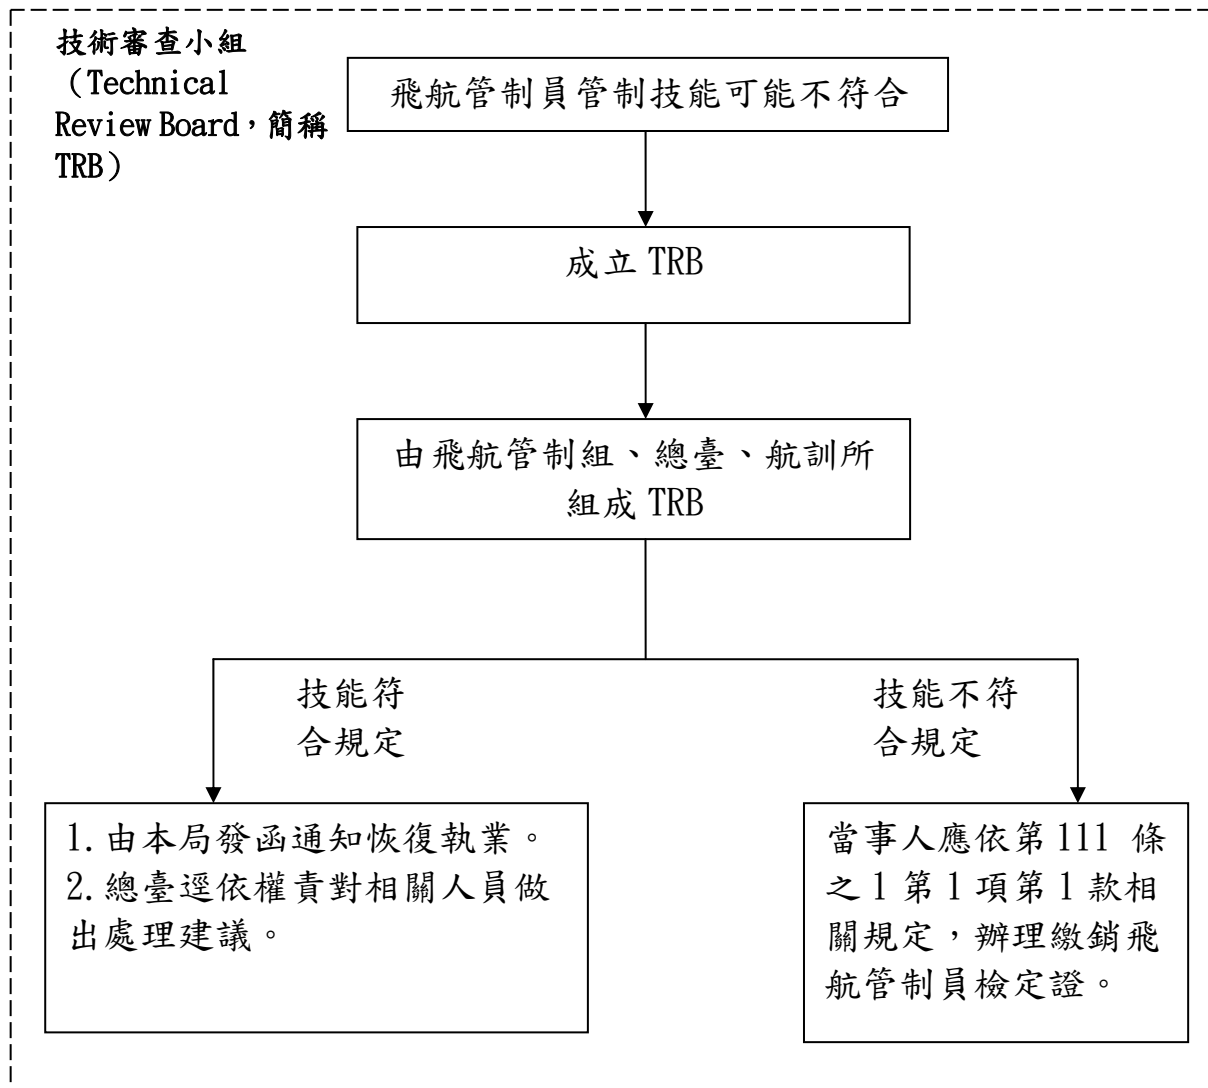 技術審查小組
（Technical
Review Board，簡稱
TRB）
飛航管制員管制技能可能不符合
成立 TRB
由飛航管制組、總臺、航訓所
組成 TRB
技能符
合規定
技能不符
合規定
1. 由本局發函通知恢復執業。
2. 總臺逕依權責對相關人員做
出處理建議。
當事人應依第 111 條
之 1 第 1 項第 1 款相
關規定，辦理繳銷飛
航管制員檢定證。